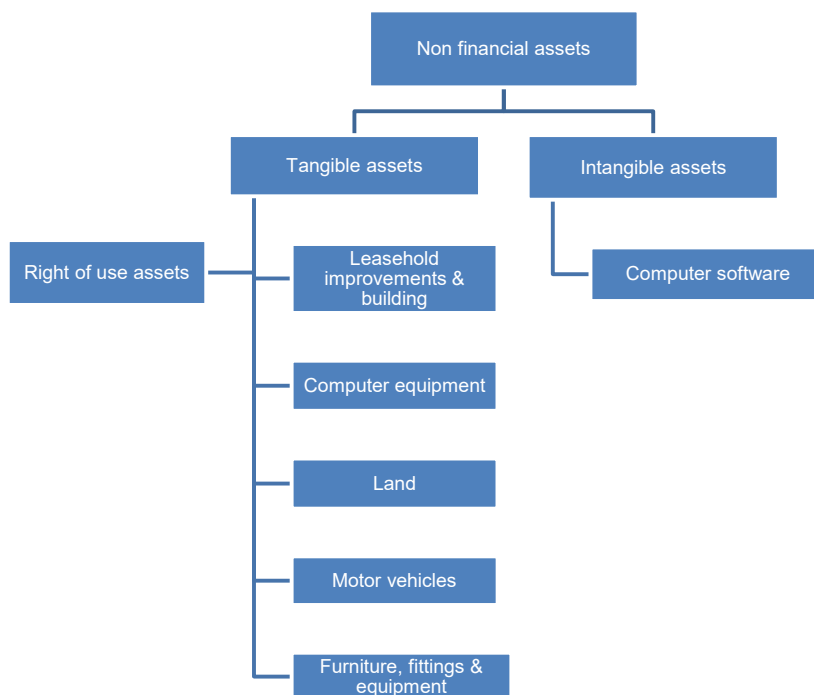 Non financial assets
Tangible assets
Intangible assets
Right of use assets
Leasehold
improvements &
building
Computer software
Computer equipment
Land
Motor vehicles
Furniture, fittings &
equipment